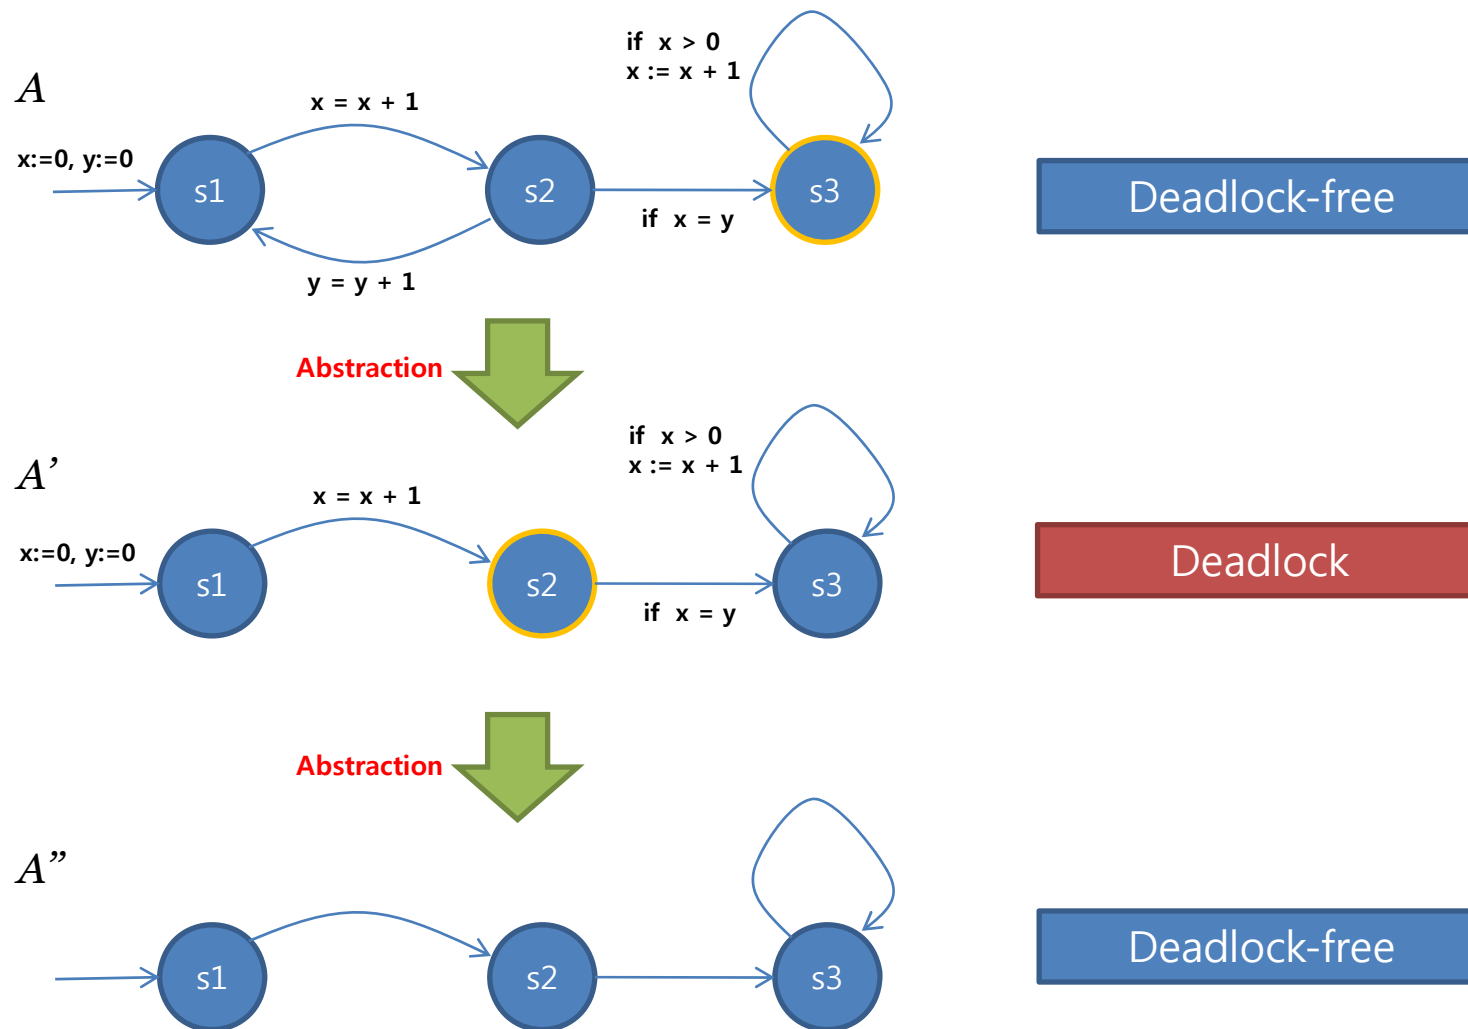 if x > 0
x := x + 1
A
x = x + 1
x:=0, y:=0
s1
s2
s3
Deadlock-free
if x = y
y = y + 1
Abstraction
if x > 0
x := x + 1
A’
x = x + 1
x:=0, y:=0
s1
s2
s3
Deadlock
if x = y
Abstraction
A”
s1
s2
s3
Deadlock-free